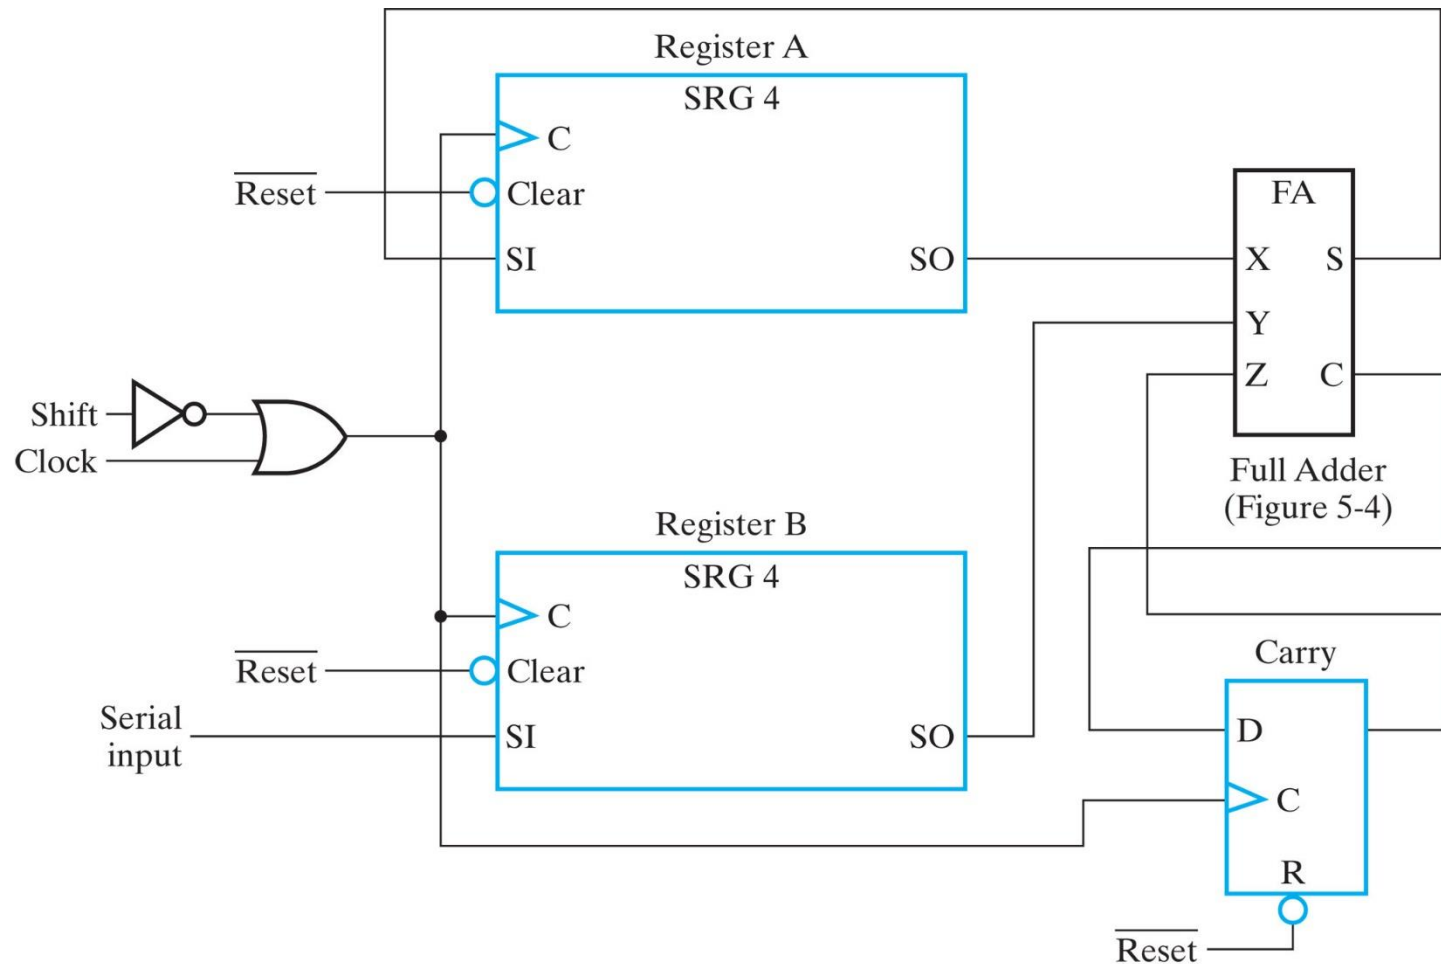 Register A
SRG 4
C
Reset
Clear
SI
SO
FA
X
S
Y
Z
C
Full Adder
(Figure 5-4)
Shift
Clock
Register B
SRG 4
C
Reset
Clear
Serial
input
SI
SO
Carry
D
C
R
Reset